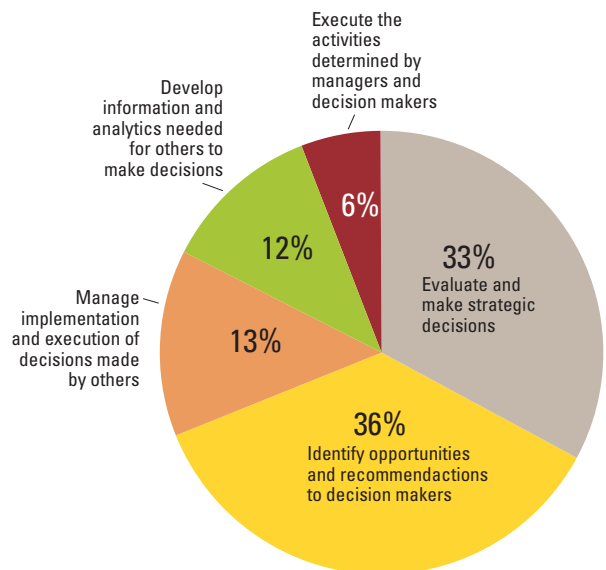 Execute the
activities
determined by
managers and
decision makers
Develop
information and
analytics needed
for others to
make decisions
6%
12%
33%
Evaluate and
make strategic
decisions
Manage
implementation
and execution of
decisions made
by others
13%
36%
Identify opportunities
and recommendactions
to decision makers